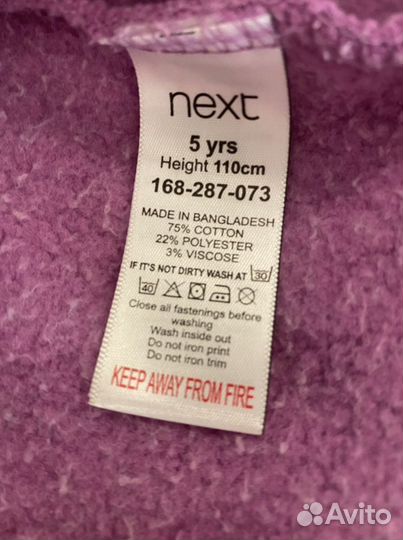 next
5 yrs
Height 110cm
168-287-073
MADE IN BANGLADESH
75% COTTON
22% POLYESTER
3% VISCOSE
IF IT'S NOT DIRTY WASH AT 30
40
Close all fastenings before
washing
Wash inside out
Do not iron print
Do not iron trim
KEEP AWAY FROM FIRE
Avito